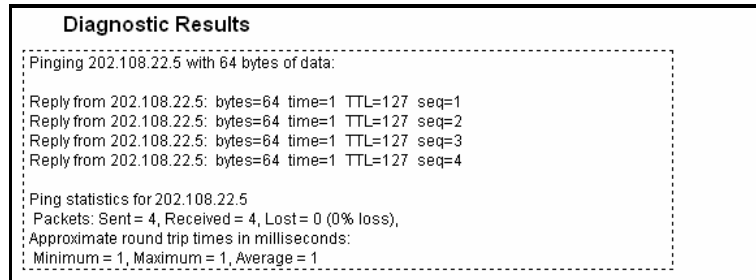 Diagnostic Results
Pinging 202.108.22.5 with 64 bytes of data:
Reply from 202.108.22.5: bytes=64 time=1 TTL=127 seq=1
Reply from 202.108.22.5: bytes=64 time=1 TTL=127 seq=2
Reply from 202.108.22.5: bytes=64 time=1 TTL=127 seq=3
Reply from 202.108.22.5: bytes=64 time=1 TTL=127 seq=4
Ping statistics for 202.108.22.5
Packets: Sent = 4, Received = 4, Lost = 0 (0% loss),
Approximate round trip times in milliseconds:
Minimum = 1, Maximum = 1, Average = 1